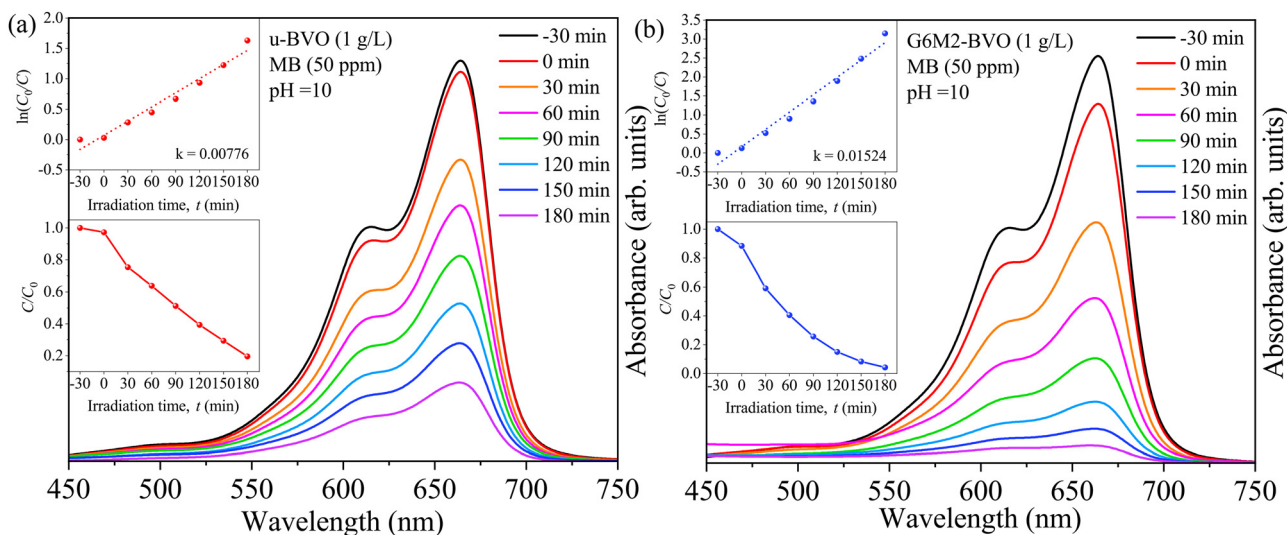 (a)
u-BVO (1 g/L)
MB (50 ppm)
pH =10
-30 min
0 min
30 min
60 min
90 min
120 min
150 min
180 min
ln(C0/C)
2.0
1.5
1.0
0.5
0.0
-0.5
k = 0.00776
-30 0 30 60 90 120150180
Irradiation time, t (min)
C/C0
1.0
0.8
0.6
0.4
0.2
-30 0 30 60 90 120 150 180
Irradiation time, t (min)
450 500 550 600 650 700 750
Wavelength (nm)
Absorbance (arb. units)
(b)
G6M2-BVO (1 g/L)
MB (50 ppm)
pH =10
-30 min
0 min
30 min
60 min
90 min
120 min
150 min
180 min
ln(C0/C)
3.5
3.0
2.5
2.0
1.5
1.0
0.5
0.0
-0.5
k = 0.01524
-30 0 30 60 90 120150180
Irradiation time, t (min)
C/C0
1.0
0.8
0.6
0.4
0.2
0.0
-30 0 30 60 90 120 150 180
Irradiation time, t (min)
450 500 550 600 650 700 750
Wavelength (nm)
Absorbance (arb. units)